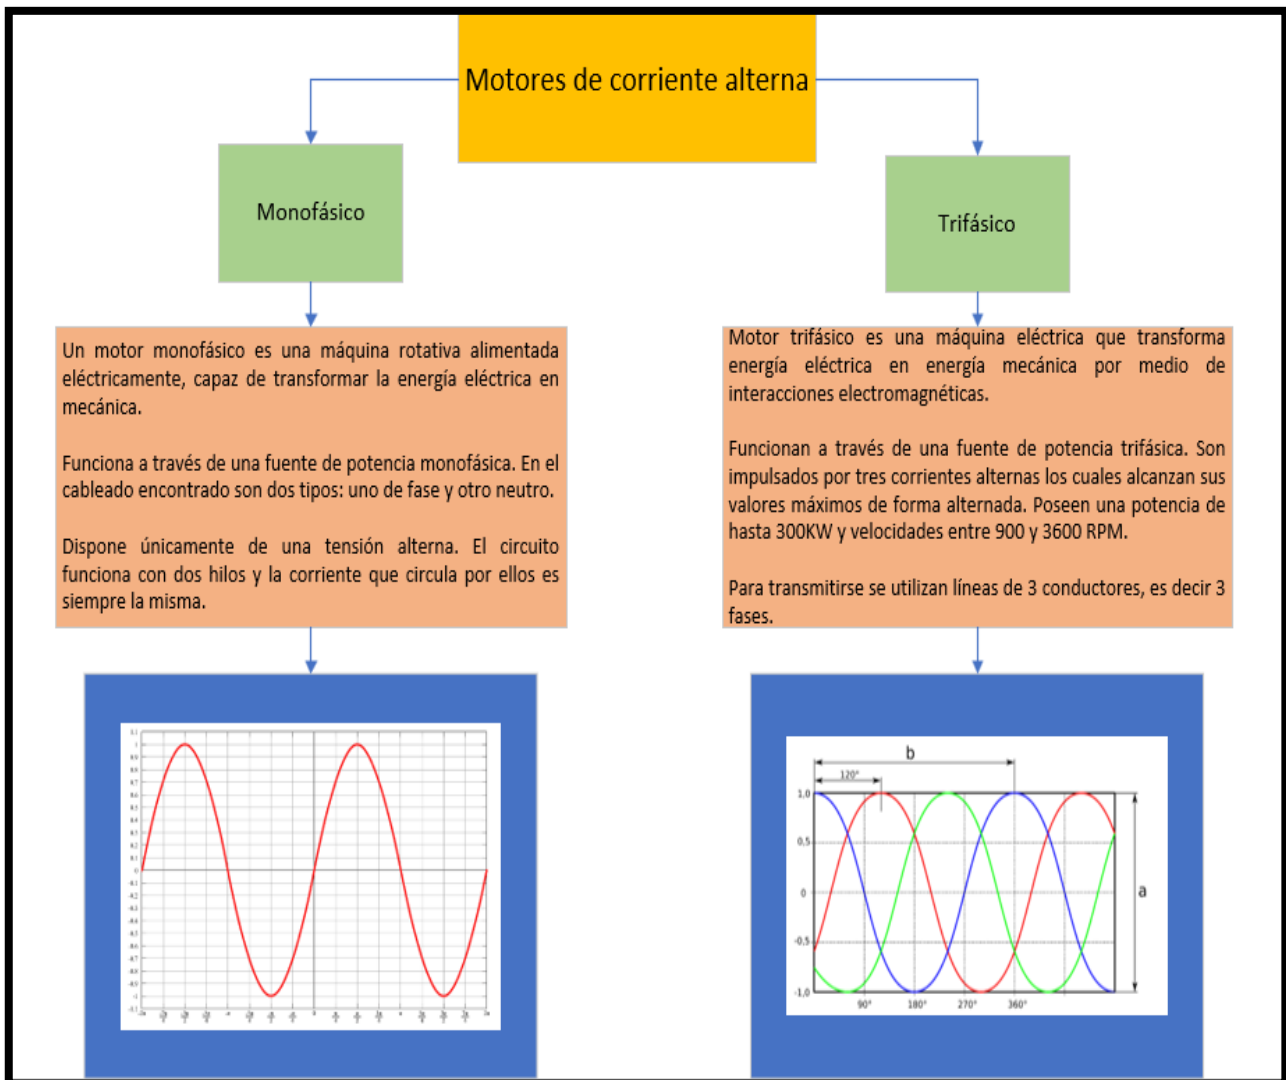 Motores de corriente alterna
Monofásico
Trifásico
Un motor monofásico es una máquina rotativa alimentada
eléctricamente, capaz de transformar la energía eléctrica en
mecánica.
Funciona a través de una fuente de potencia monofásica. En el
cableado encontrado son dos tipos: uno de fase y otro neutro.
Dispone únicamente de una tensión alterna. El circuito
funciona con dos hilos y la corriente que circula por ellos es
siempre la misma.
Motor trifásico es una máquina eléctrica que transforma
energía eléctrica en energía mecánica por medio de
interacciones electromagnéticas.
Funcionan a través de una fuente de potencia trifásica. Son
impulsados por tres corrientes alternas los cuales alcanzan sus
valores máximos de forma alternada. Poseen una potencia de
hasta 300KW y velocidades entre 900 y 3600 RPM.
Para transmitirse se utilizan líneas de 3 conductores, es decir 3
fases.
b
120°
1,0
0.5
0
-0.5
-1,0
a
90° 180° 270° 360°